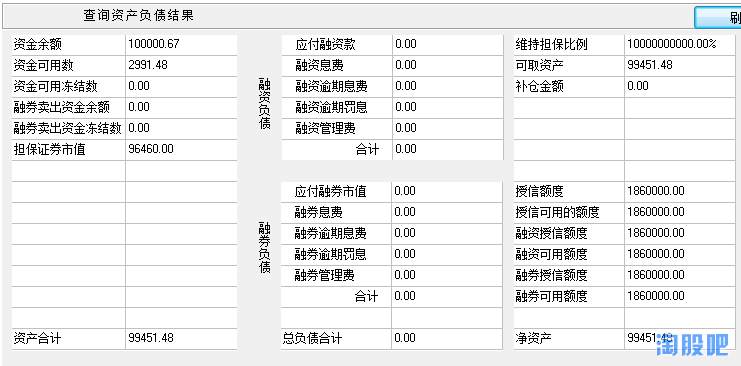 查询资产负债结果 刷
资金余额 100000.67 应付融资款 0.00 维持担保比例 10000000000.00%
资金可用数 2991.48 融资息费 0.00 可取资产 99451.48
资金可用冻结数 0.00 融资逾期息费 0.00 补仓金额 0.00
融券卖出资金余额 0.00 融资逾期罚息 0.00
融券卖出资金冻结数 0.00 融资管理费 0.00
担保证券市值 96460.00 合计 0.00
融资负债
应付融券市值 0.00 授信额度 1860000.00
融券息费 0.00 授信可用的额度 1860000.00
融券逾期息费 0.00 融资授信额度 1860000.00
融券逾期罚息 0.00 融资可用额度 1860000.00
融券管理费 0.00 融券授信额度 1860000.00
合计 0.00 融券可用额度 1860000.00
融券负债
资产合计 99451.48 总负债合计 0.00 净资产 99451.48
淘股吧